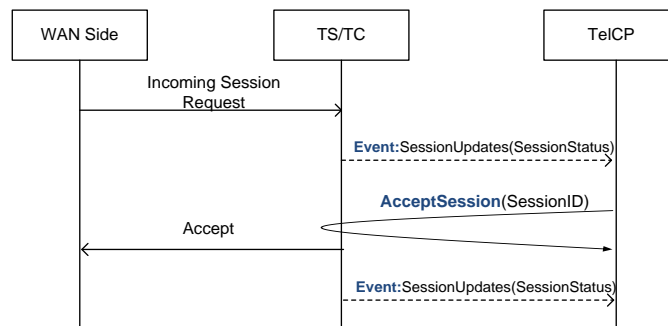 WAN Side
TS/TC
TelCP
Incoming Session
Request
Event:SessionUpdates(SessionStatus)
AcceptSession(SessionID)
Accept
Event:SessionUpdates(SessionStatus)